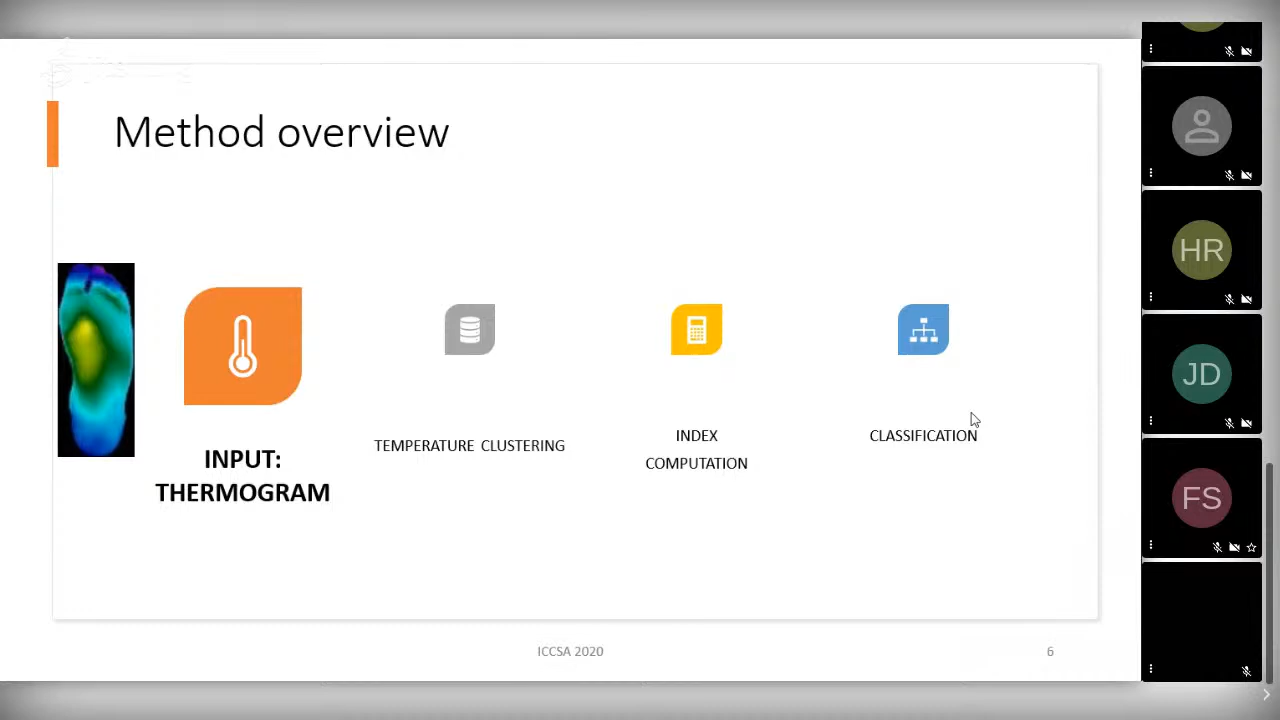 Method overview
INPUT:
THERMOGRAM
TEMPERATURE CLUSTERING
INDEX
COMPUTATION
CLASSIFICATION
ICCSA 2020
6
HR
JD
FS